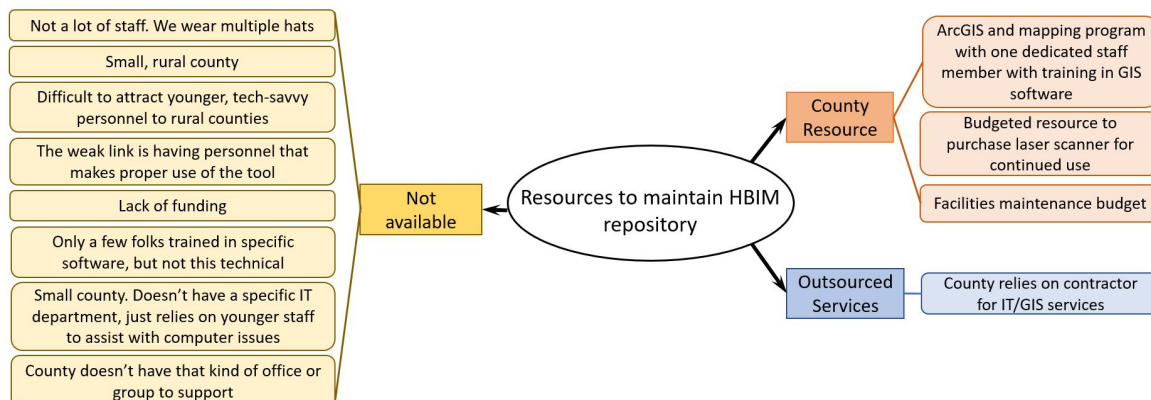 Not a lot of staff. We wear multiple hats
Small, rural county
Difficult to attract younger, tech-savvy
personnel to rural counties
The weak link is having personnel that
makes proper use of the tool
Lack of funding
Only a few folks trained in specific
software, but not this technical
Small county. Doesn’t have a specific IT
department, just relies on younger staff
to assist with computer issues
County doesn’t have that kind of office or
group to support
Not
available
Resources to maintain HBIM
repository
County
Resource
ArcGIS and mapping program
with one dedicated staff
member with training in GIS
software
Budgeted resource to
purchase laser scanner for
continued use
Facilities maintenance budget
Outsourced
Services
County relies on contractor
for IT/GIS services